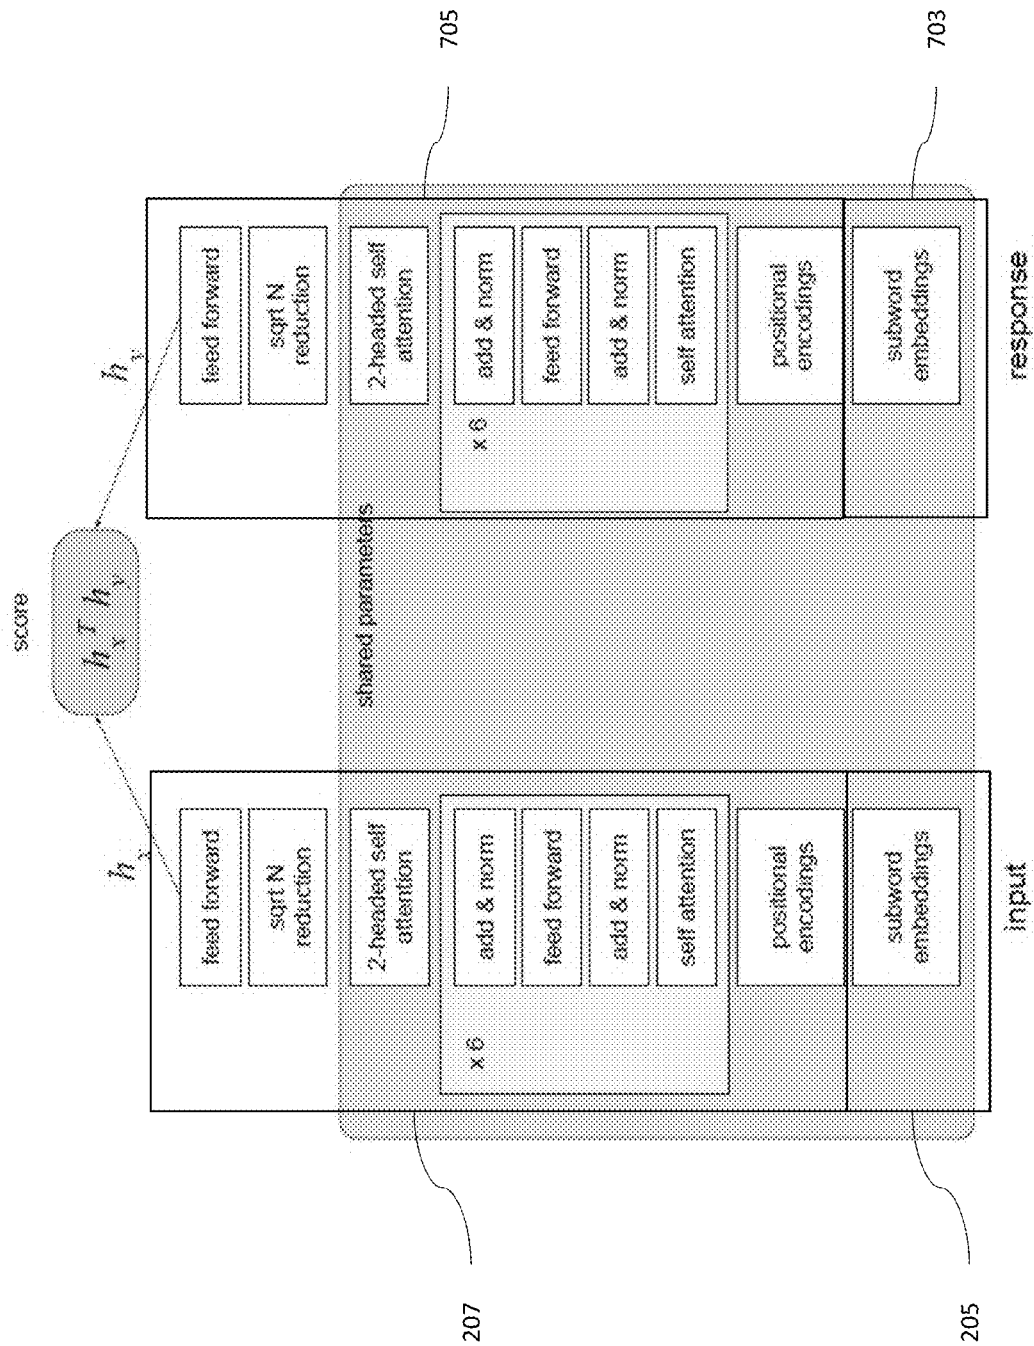 score
h_x^T h_y
h_x
h_y
feed forward
feed forward
sqrt N
reduction
sqrt N
reduction
shared parameters
2-headed self
attention
2-headed self
attention
705
207
x 6
x 6
add & norm
add & norm
feed forward
feed forward
add & norm
add & norm
self attention
self attention
positional
encodings
positional
encodings
subword
embeddings
subword
embeddings
703
205
input
response